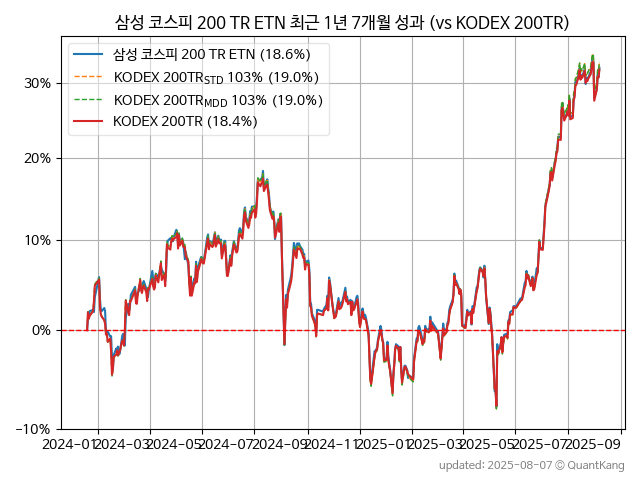 삼성 코스피 200 TR ETN 최근 1년 7개월 성과 (vs KODEX 200TR)
삼성 코스피 200 TR ETN (18.6%)
KODEX 200TR_STD 103% (19.0%)
KODEX 200TR_MDD 103% (19.0%)
KODEX 200TR (18.4%)
30%
20%
10%
0%
−10%
2024-01 2024-03 2024-05 2024-07 2024-09 2024-11 2025-01 2025-03 2025-05 2025-07 2025-09
updated: 2025-08-07 © QuantKang